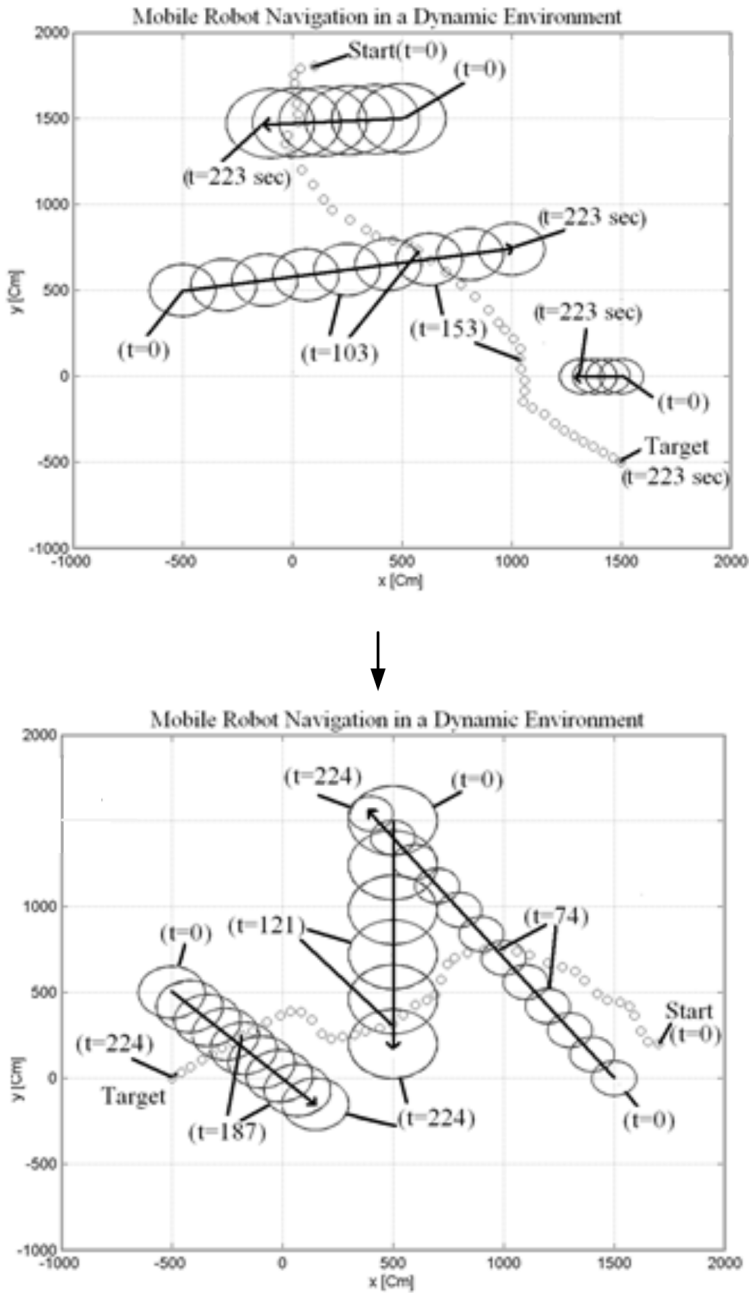 Mobile Robot Navigation in a Dynamic Environment
2000
Start(t=0)
(t=0)
1500
(t=223 sec)
1000
(t=223 sec)
y [Cm]
500
(t=0)
(t=103)
(t=153)
(t=223 sec)
0
(t=0)
Target
(t=223 sec)
-500
-1000
-1000 -500 0 500 1000 1500 2000
x [Cm]
Mobile Robot Navigation in a Dynamic Environment
2000
(t=224)
(t=0)
1000
(t=121)
(t=74)
(t=0)
y [Cm]
500
Start
(t=0)
(t=224)
0
Target
(t=187)
(t=224)
(t=0)
-500
-1000
-1000 -500 0 500 1000 1500 2000
x [Cm]